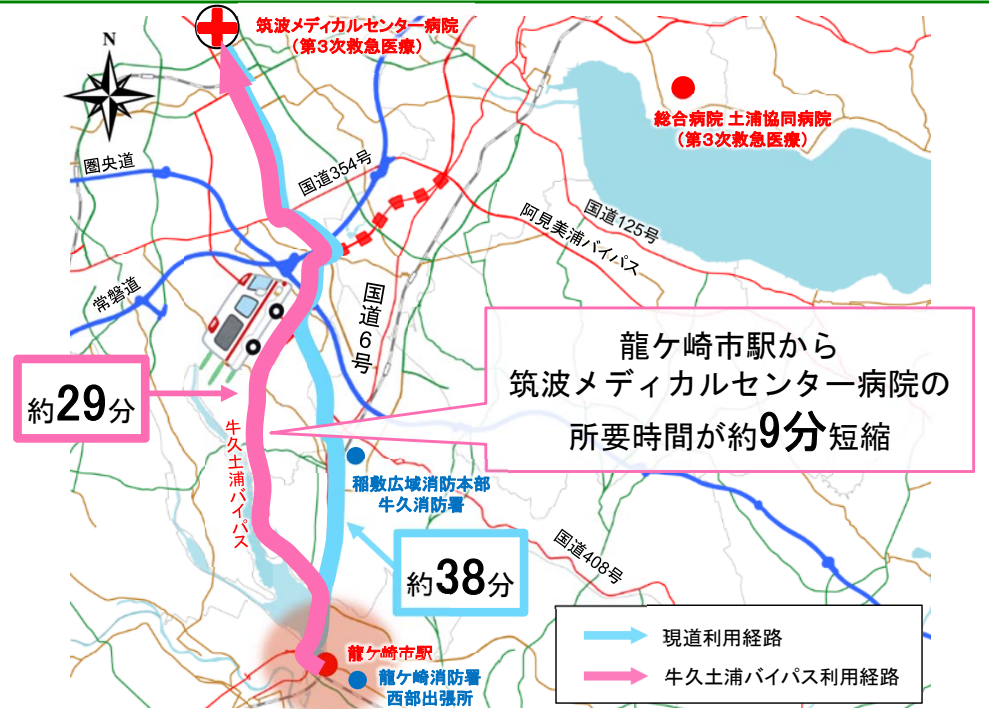 筑波メディカルセンター病院
(第3次救急医療)
N
総合病院 土浦協同病院
(第3次救急医療)
圏央道
国道354号
国道125号
阿見美浦バイパス
常磐道
国道6号
龍ケ崎市駅から
筑波メディカルセンター病院の
所要時間が約9分短縮
約29分
牛久土浦バイパス
稲敷広域消防本部
牛久消防署
国道408号
約38分
現道利用経路
牛久土浦バイパス利用経路
龍ケ崎市駅
龍ケ崎消防署
西部出張所